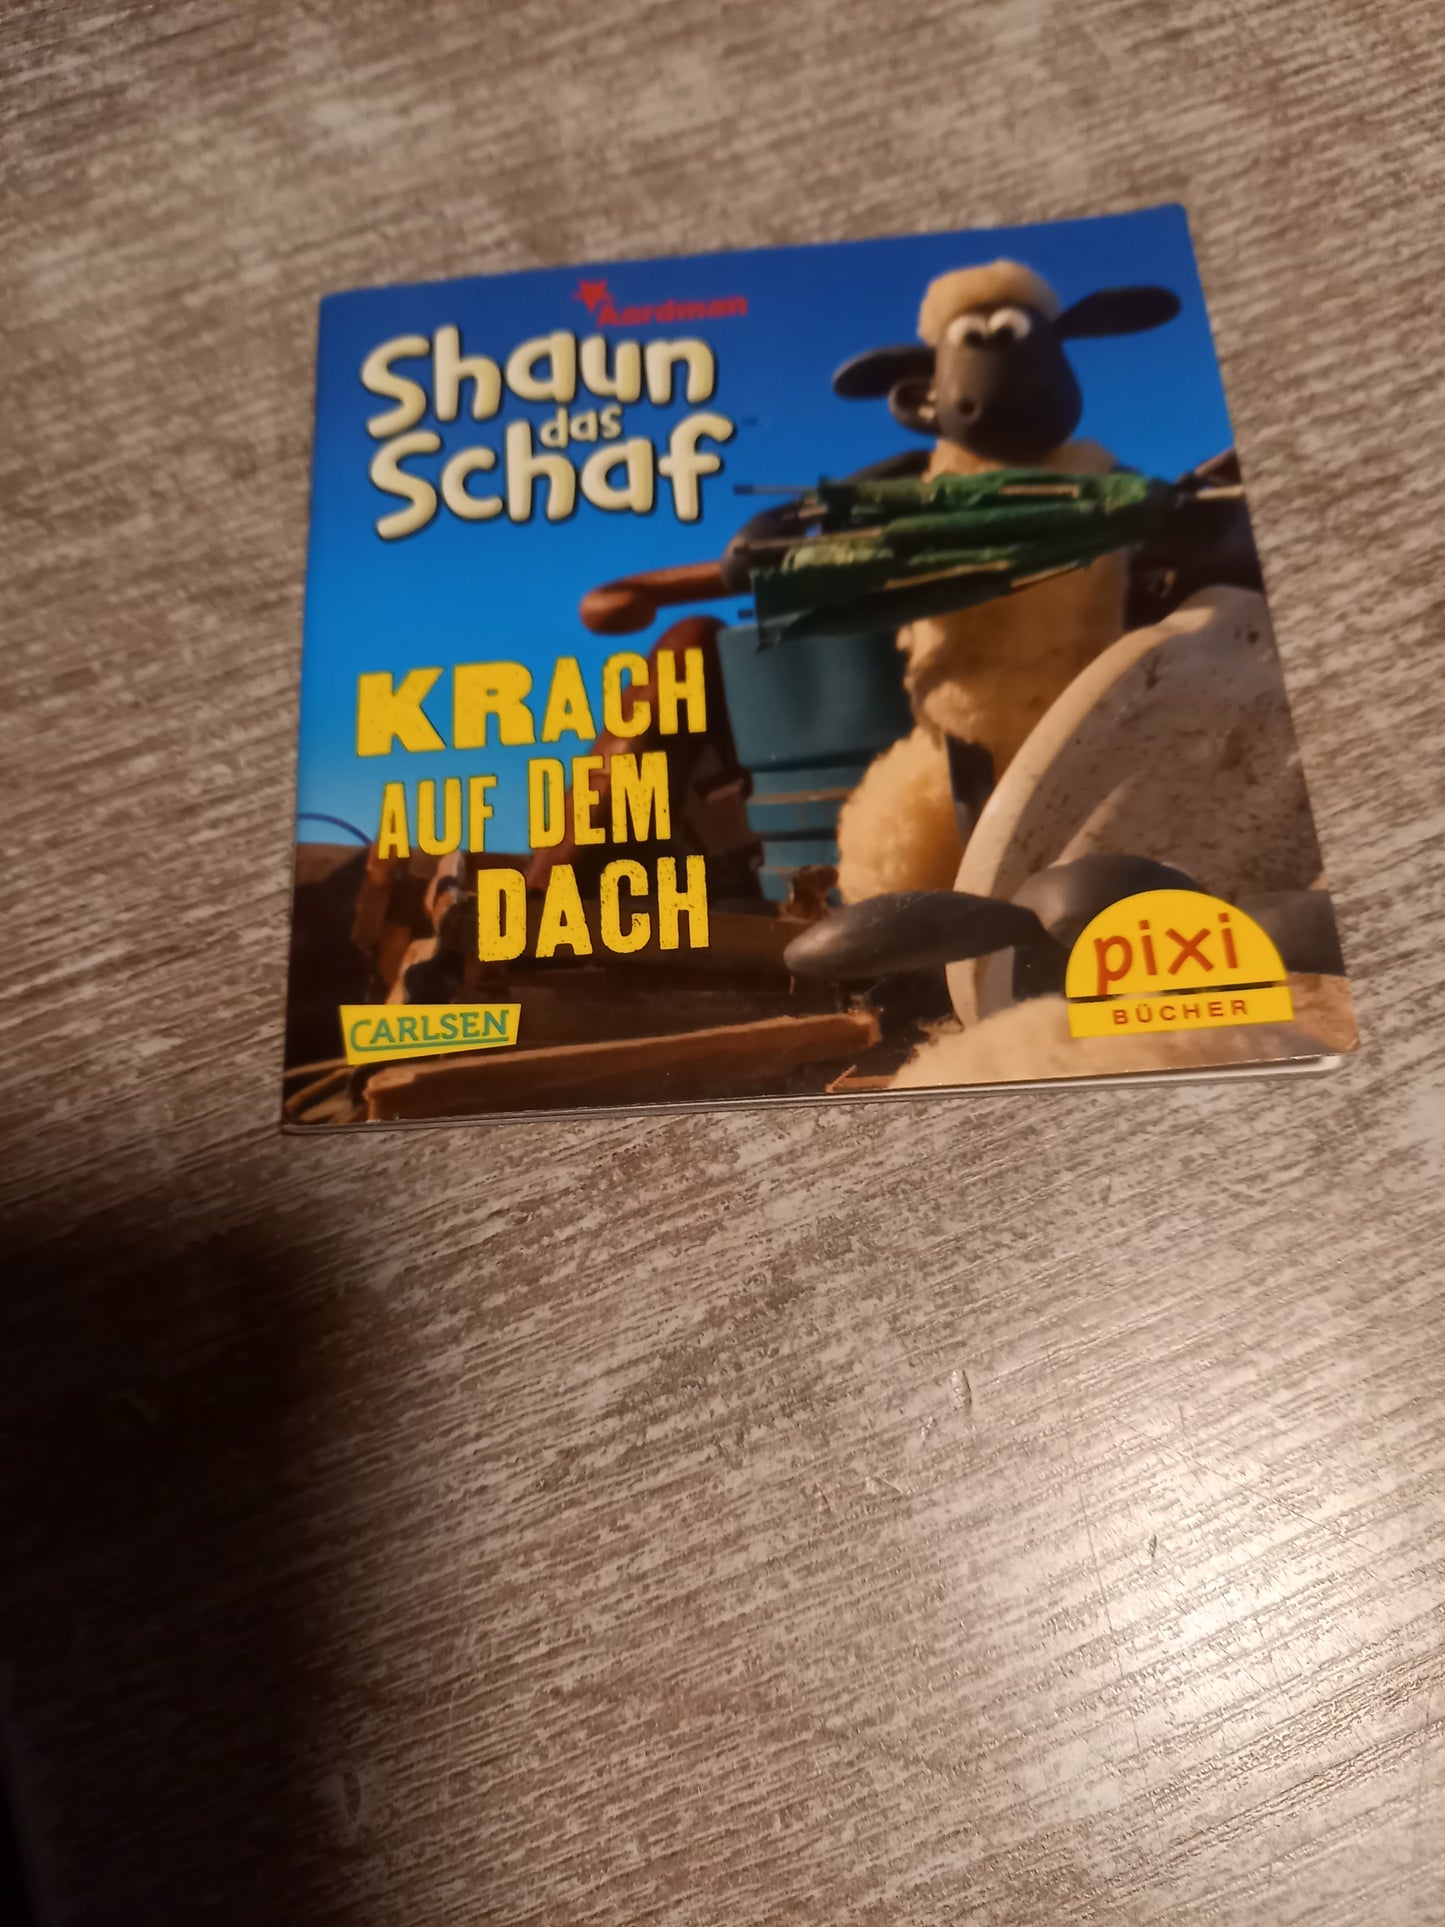 Aardman
Shaun
das
Schaf
KRACH
AUF DEM
DACH
CARLSEN
pixi
BÜCHER